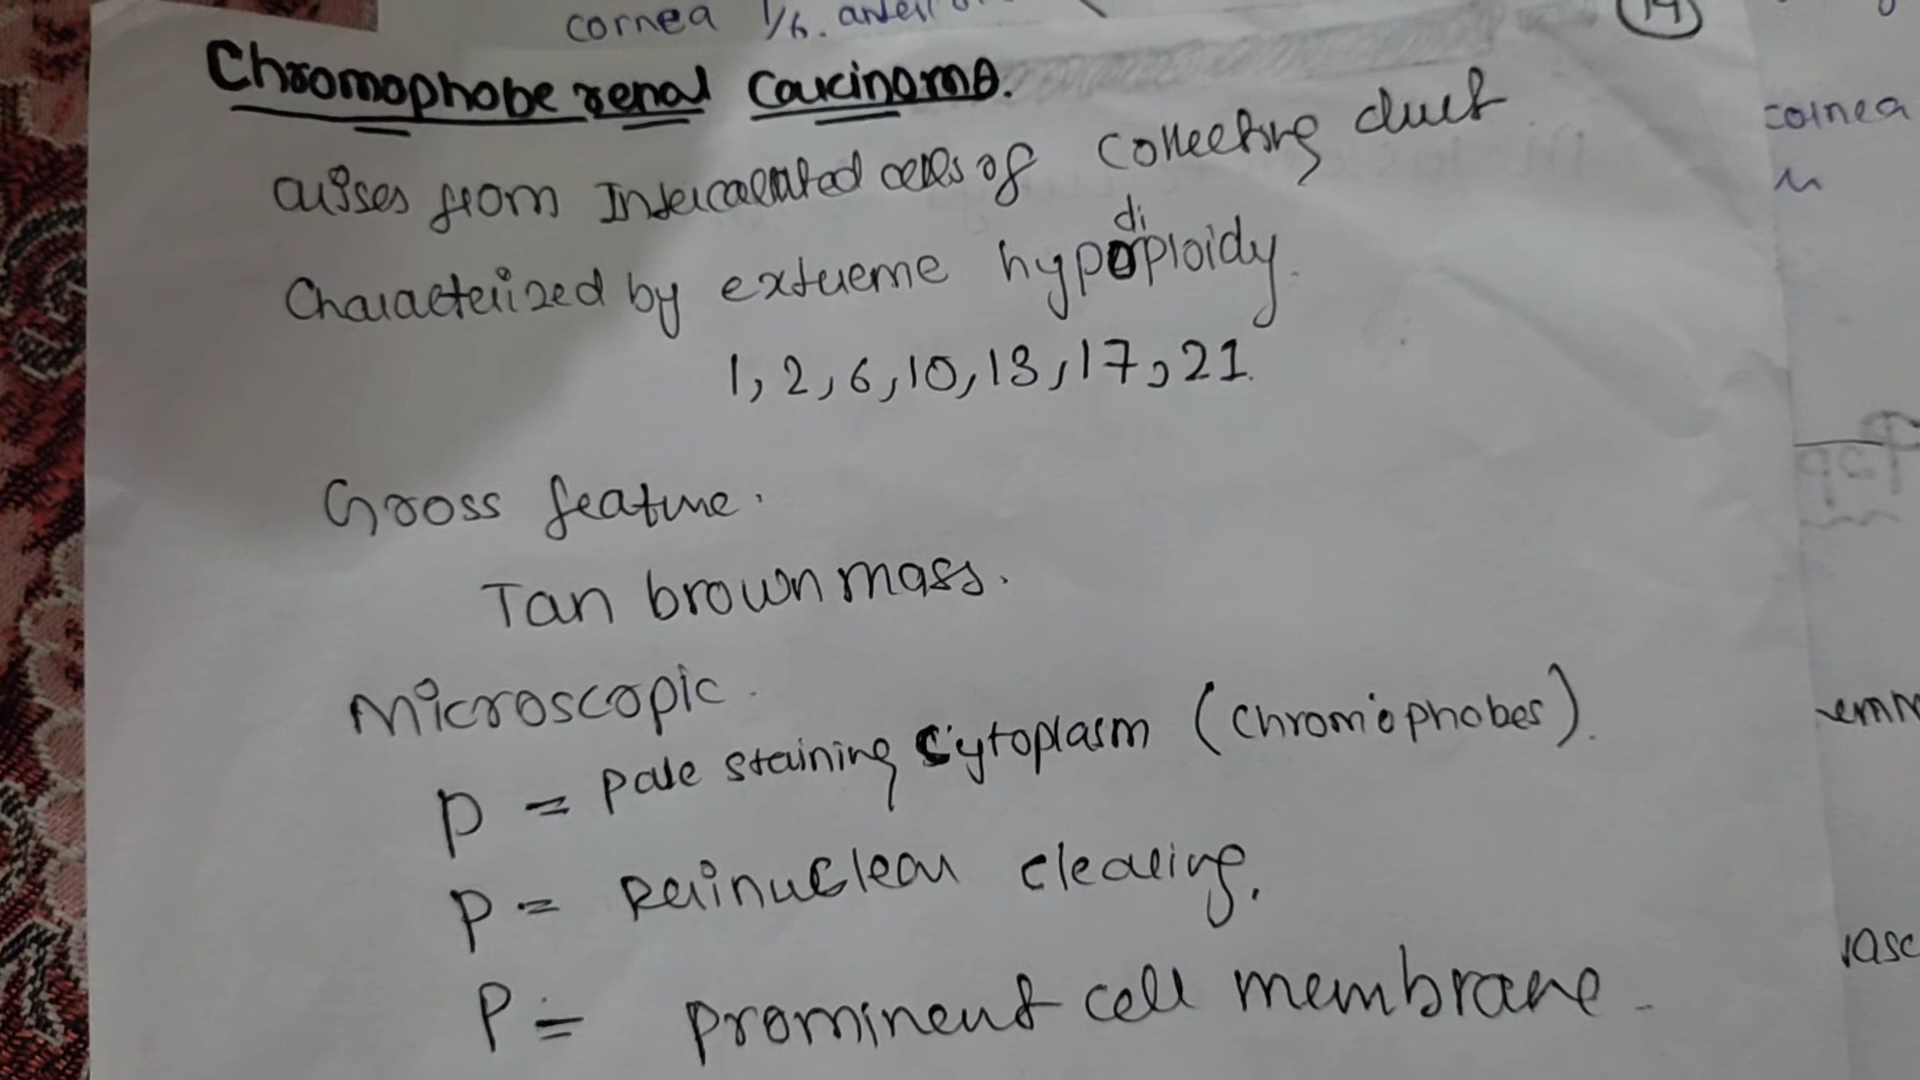 cornea 1/6.
14
Chromophobe renal Carcinoma.
arises from Intercalated cells of collecting duct
cornea
di
Characterized by extreme hypoploidy.
1, 2, 6, 10, 13, 17, 21.
Gross feature.
Tan brown mass.
Microscopic.
P = pale staining cytoplasm (chromophobes).
P = Perinuclear clearing.
vasc
P = prominent cell membrane.